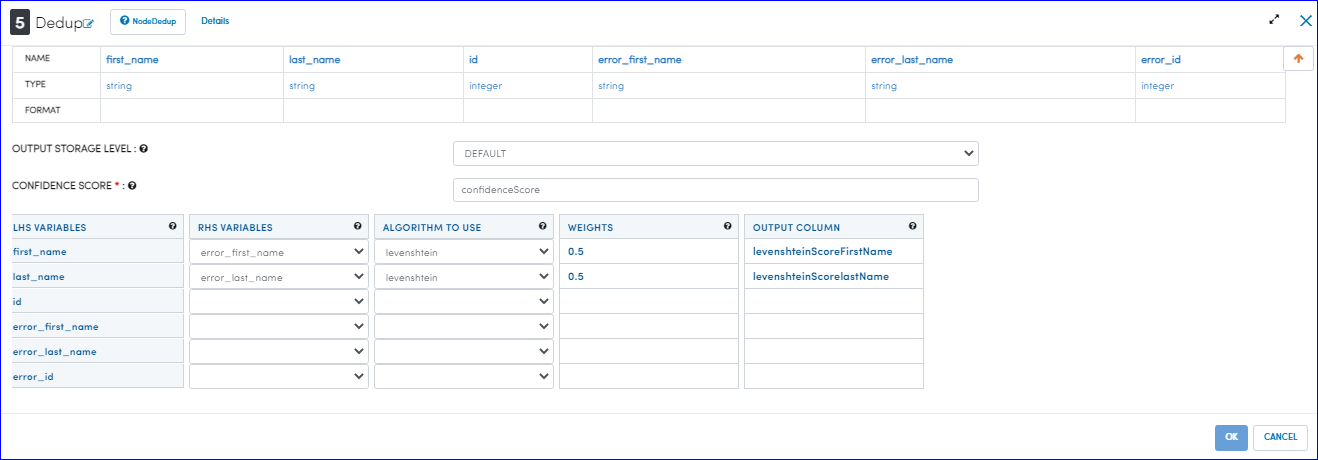 5 Dedup NodeDedup Details
NAME first_name last_name id error_first_name error_last_name error_id
TYPE string string integer string string integer
FORMAT
OUTPUT STORAGE LEVEL : DEFAULT
CONFIDENCE SCORE * : confidenceScore
LHS VARIABLES RHS VARIABLES ALGORITHM TO USE WEIGHTS OUTPUT COLUMN
first_name error_first_name levenshtein 0.5 levenshteinScoreFirstName
last_name error_last_name levenshtein 0.5 levenshteinScorelastName
id
error_first_name
error_last_name
error_id
OK CANCEL